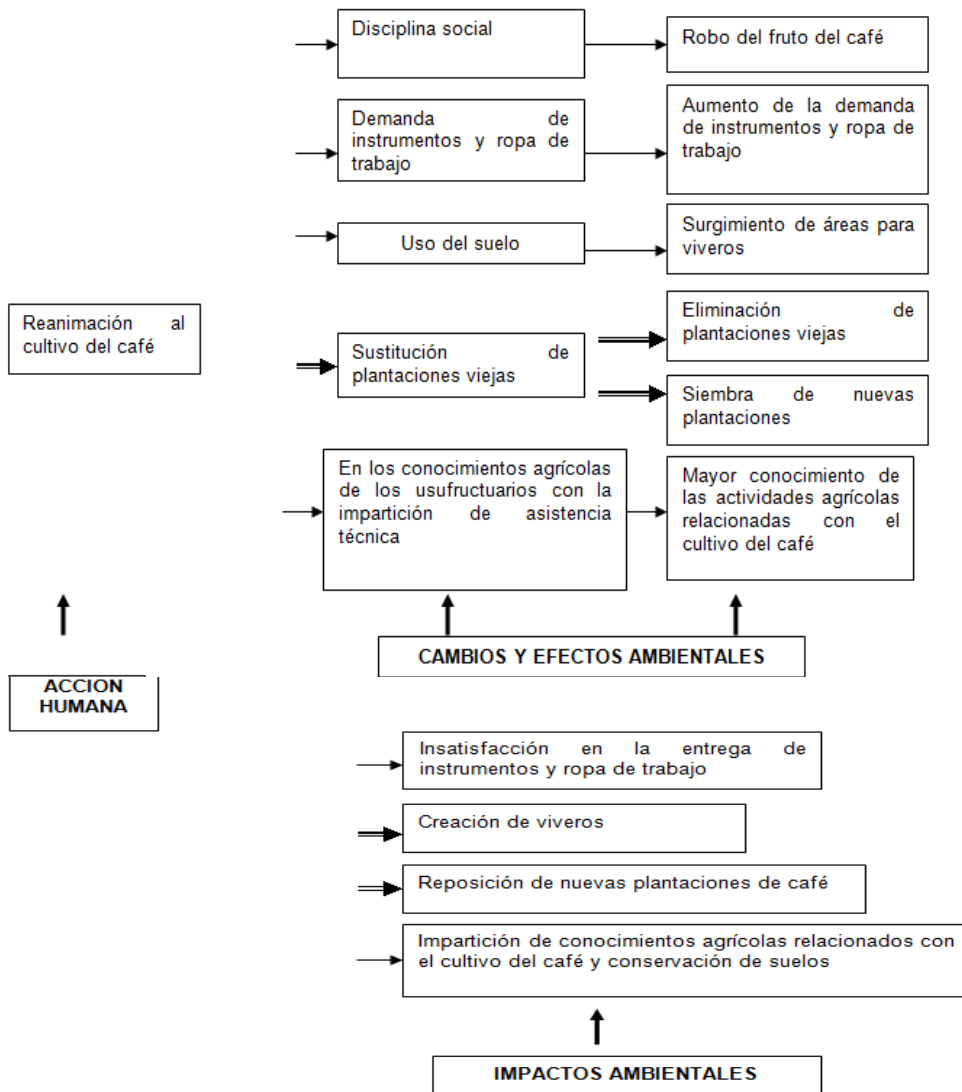 Disciplina social
Robo del fruto del café
Demanda de
instrumentos y ropa de
trabajo
Aumento de la demanda
de instrumentos y ropa de
trabajo
Uso del suelo
Surgimiento de áreas para
viveros
Reanimación al
cultivo del café
Sustitución de
plantaciones viejas
Eliminación de
plantaciones viejas
Siembra de nuevas
plantaciones
En los conocimientos agrícolas
de los usufructuarios con la
impartición de asistencia
técnica
Mayor conocimiento de
las actividades agrícolas
relacionadas con el
cultivo del café
CAMBIOS Y EFECTOS AMBIENTALES
ACCION
HUMANA
Insatisfacción en la entrega de
instrumentos y ropa de trabajo
Creación de viveros
Reposición de nuevas plantaciones de café
Impartición de conocimientos agrícolas relacionados con
el cultivo del café y conservación de suelos
IMPACTOS AMBIENTALES